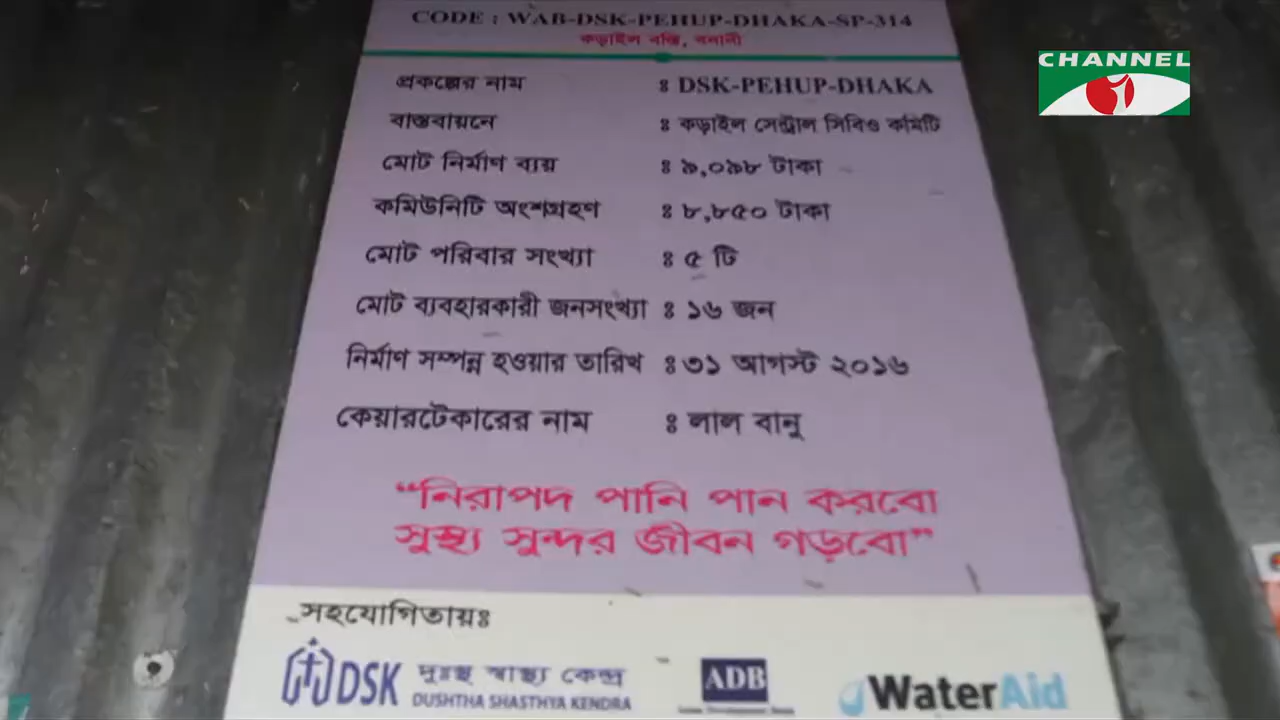 CODE : WAB-DSK-PEHUP-DHAKA-SP-314
কড়াইল বস্তি, বনানী
CHANNEL
প্রকল্পের নাম ঃ DSK-PEHUP-DHAKA
বাস্তবায়নে ঃ কড়াইল সেন্ট্রাল সিবিও কমিটি
মোট নির্মাণ ব্যয় ঃ ৯,০৯৮ টাকা
কমিউনিটি অংশগ্রহণ ঃ ৮,৮৫০ টাকা
মোট পরিবার সংখ্যা ঃ ৫ টি
মোট ব্যবহারকারী জনসংখ্যা ঃ ১৬ জন
নির্মাণ সম্পন্ন হওয়ার তারিখ ঃ ৩১ আগস্ট ২০১৬
কেয়ারটেকারের নাম ঃ লাল বানু
“নিরাপদ পানি পান করবো
সুস্থ্য সুন্দর জীবন গড়বো”
সহযোগিতায়ঃ
DSK দুঃস্থ স্বাস্থ্য কেন্দ্র ADB WaterAid
DUSHTHA SHASTHYA KENDRA